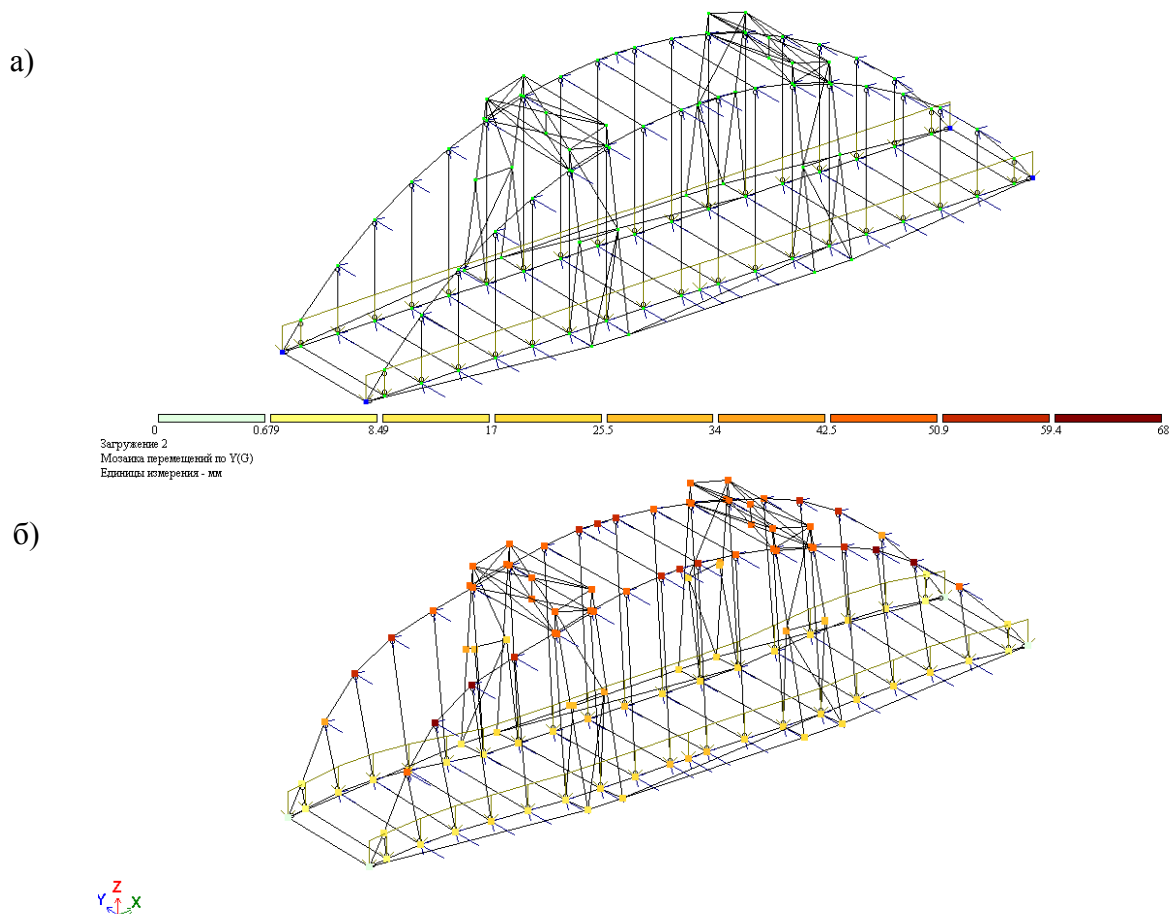 а)
0 0.679 8.49 17 25.5 34 42.5 50.9 59.4 68
Загружение 2
Мозаика перемещений по Y(G)
Единицы измерения - мм
б)
Z
Y X